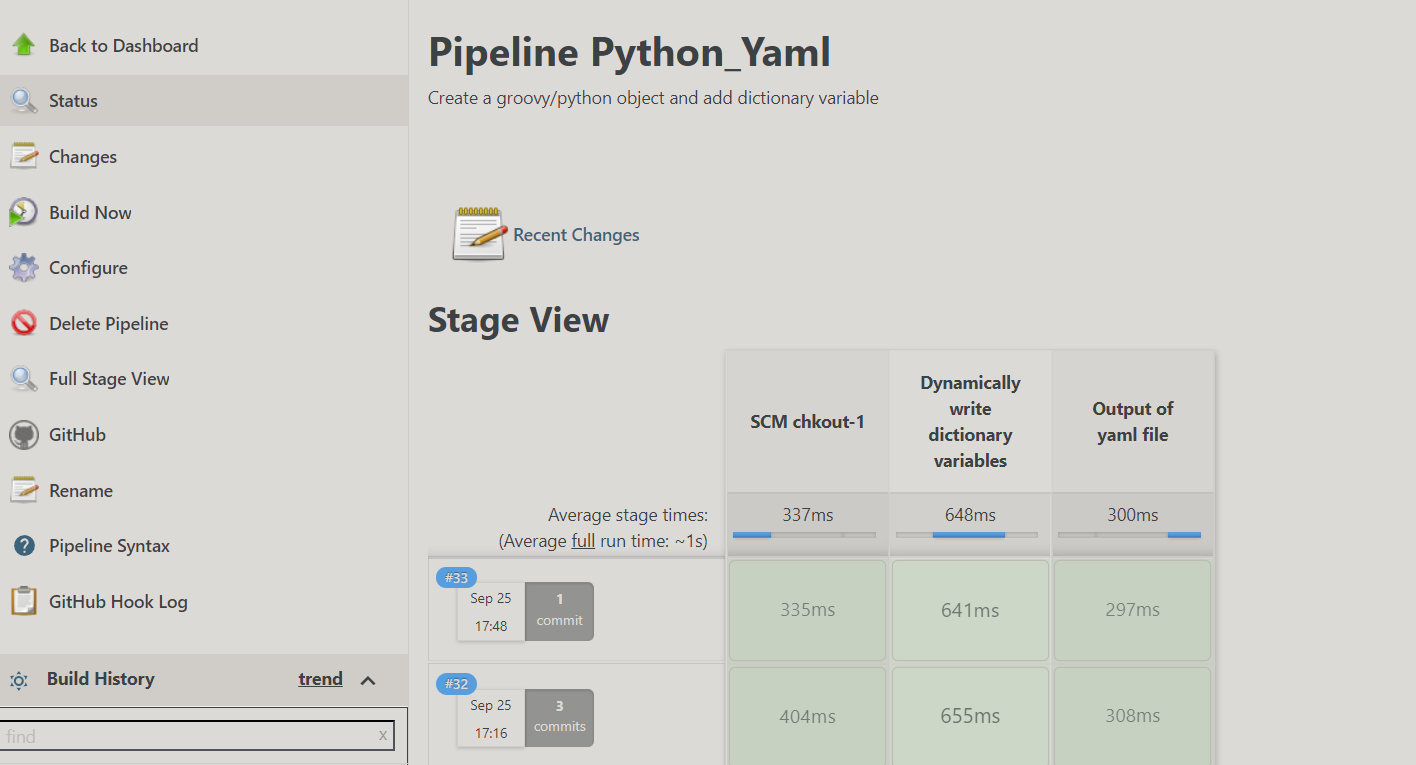 Back to Dashboard
Status
Changes
Build Now
Configure
Delete Pipeline
Full Stage View
GitHub
Rename
Pipeline Syntax
GitHub Hook Log
Build History trend
find x
Pipeline Python_Yaml
Create a groovy/python object and add dictionary variable
Recent Changes
Stage View
SCM chkout-1
Dynamically
write
dictionary
variables
Output of
yaml file
Average stage times:
(Average full run time: ~1s)
337ms
648ms
300ms
#33
Sep 25
17:48
1
commit
335ms
641ms
297ms
#32
Sep 25
17:16
3
commits
404ms
655ms
308ms